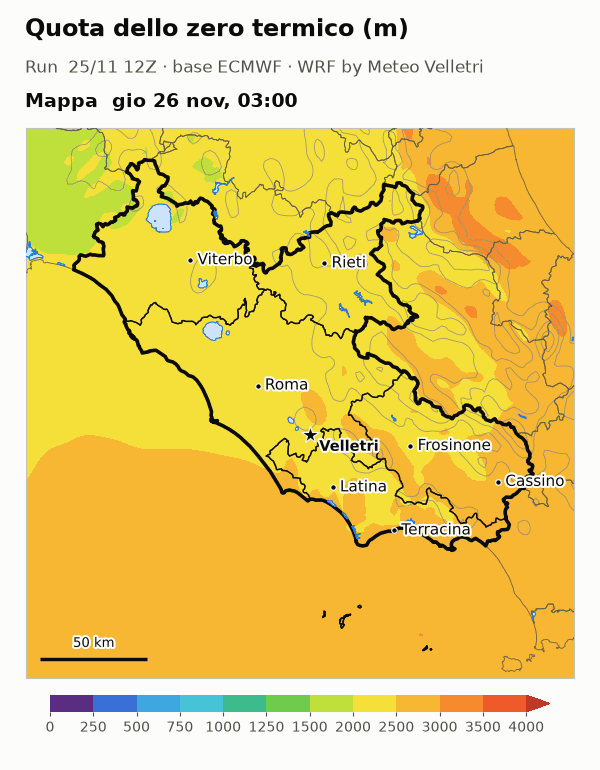 Quota dello zero termico (m)
Run  25/11 12Z · base ECMWF · WRF by Meteo Velletri
Mappa  gio 26 nov, 03:00
Viterbo
Rieti
Roma
Velletri
Frosinone
Cassino
Latina
Terracina
50 km
0 250 500 750 1000 1250 1500 2000 2500 3000 3500 4000